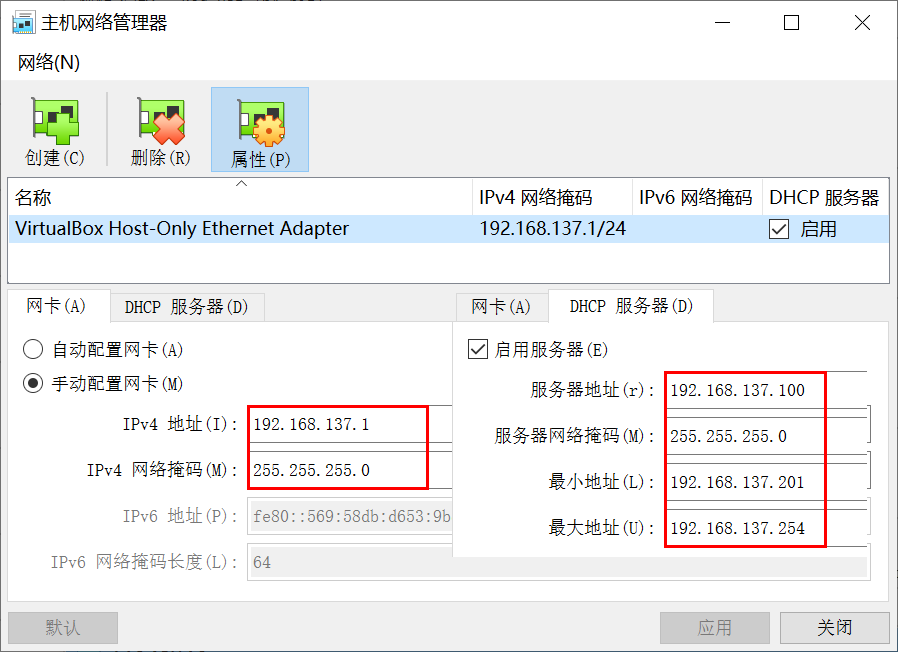 主机网络管理器
网络(N)
创建(C) 删除(R) 属性(P)
名称 IPv4 网络掩码 IPv6 网络掩码 DHCP 服务器
VirtualBox Host-Only Ethernet Adapter 192.168.137.1/24 启用
网卡(A) DHCP 服务器(D)
自动配置网卡(A)
手动配置网卡(M)
IPv4 地址(I): 192.168.137.1
IPv4 网络掩码(M): 255.255.255.0
IPv6 地址(P): fe80::569:58db:d653:9b
IPv6 网络掩码长度(L): 64
网卡(A) DHCP 服务器(D)
启用服务器(E)
服务器地址(r): 192.168.137.100
服务器网络掩码(M): 255.255.255.0
最小地址(L): 192.168.137.201
最大地址(U): 192.168.137.254
默认 应用 关闭